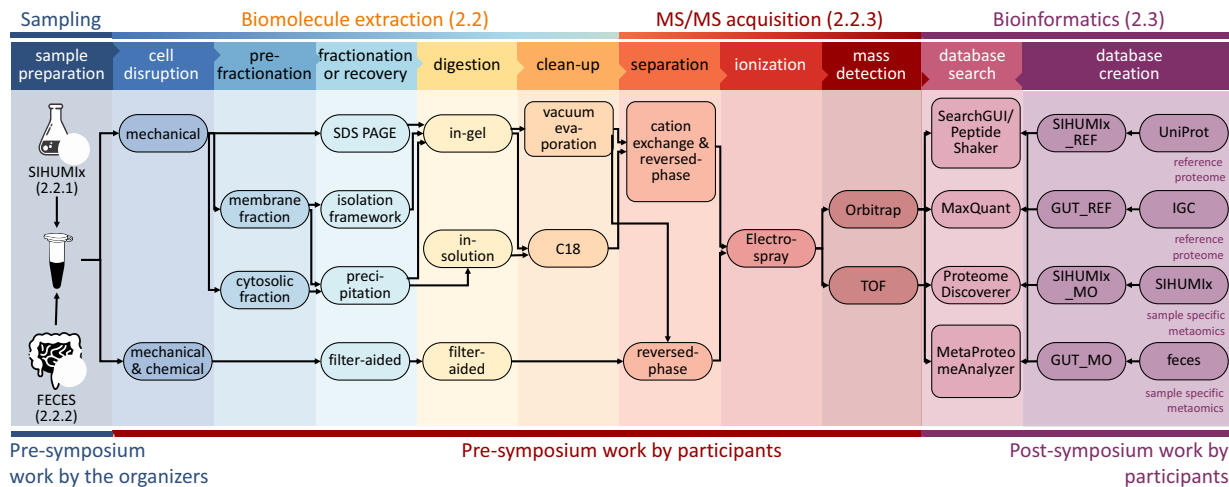 Sampling
Biomolecule extraction (2.2)
MS/MS acquisition (2.2.3)
Bioinformatics (2.3)
sample
preparation
cell
disruption
pre-
fractionation
fractionation
or recovery
digestion
clean-up
separation
ionization
mass
detection
database
search
database
creation
SIHUMIx
(2.2.1)
FECES
(2.2.2)
mechanical
mechanical
& chemical
membrane
fraction
cytosolic
fraction
SDS PAGE
isolation
framework
preci-
pitation
filter-aided
in-gel
in-
solution
filter-
aided
vacuum
eva-
poration
C18
cation
exchange &
reversed-
phase
reversed-
phase
Electro-
spray
Orbitrap
TOF
SearchGUI/
Peptide
Shaker
MaxQuant
Proteome
Discoverer
MetaProteo
meAnalyzer
SIHUMIx
_REF
GUT_REF
SIHUMIx
_MO
GUT_MO
UniProt
reference
proteome
IGC
reference
proteome
SIHUMIx
sample specific
metaomics
feces
sample specific
metaomics
Pre-symposium
work by the organizers
Pre-symposium work by participants
Post-symposium work by
participants